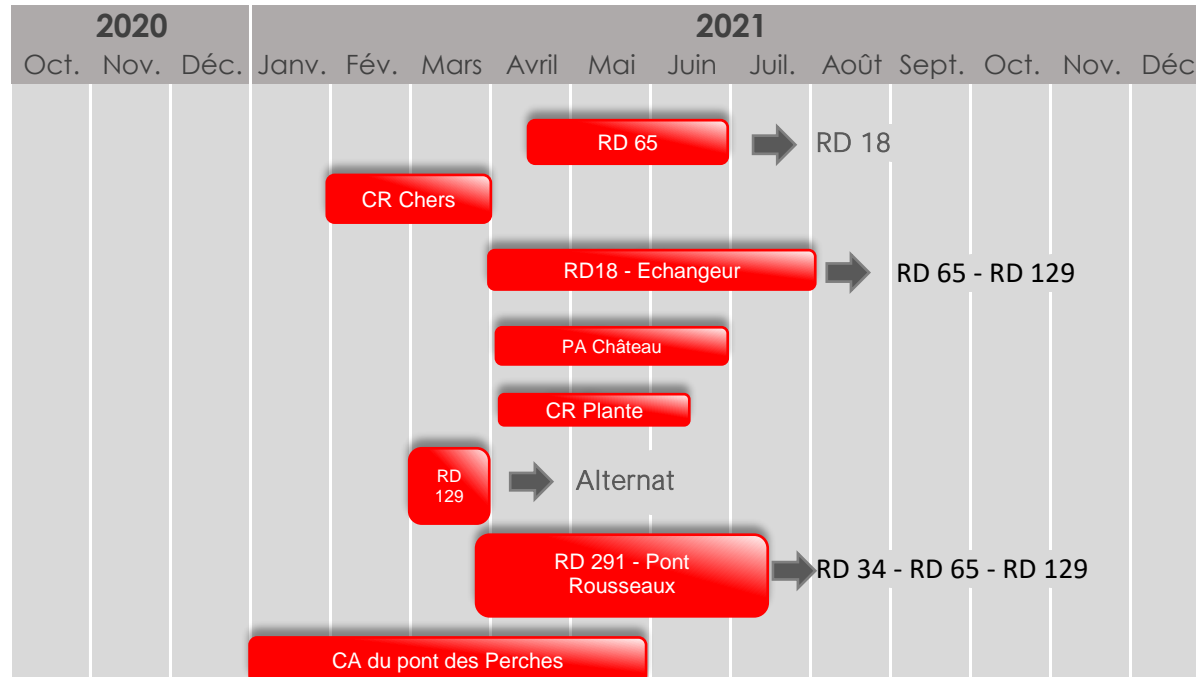 2020 2021
Oct. Nov. Déc. Janv. Fév. Mars Avril Mai Juin Juil. Août Sept. Oct. Nov. Déc
RD 65 RD 18
CR Chers
RD18 - Echangeur RD 65 - RD 129
PA Château
CR Plante
RD
129
Alternat
RD 291 - Pont
Rousseaux
RD 34 - RD 65 - RD 129
CA du pont des Perches